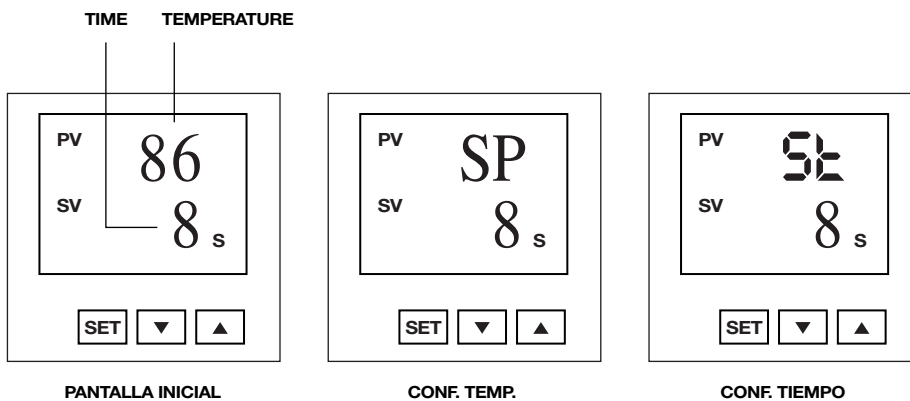 TIME TEMPERATURE
PV 86
SV 8 S
SET ▼ ▲
PANTALLA INICIAL
PV SP
SV 8 S
SET ▼ ▲
CONF. TEMP.
PV St
SV 8 S
SET ▼ ▲
CONF. TIEMPO